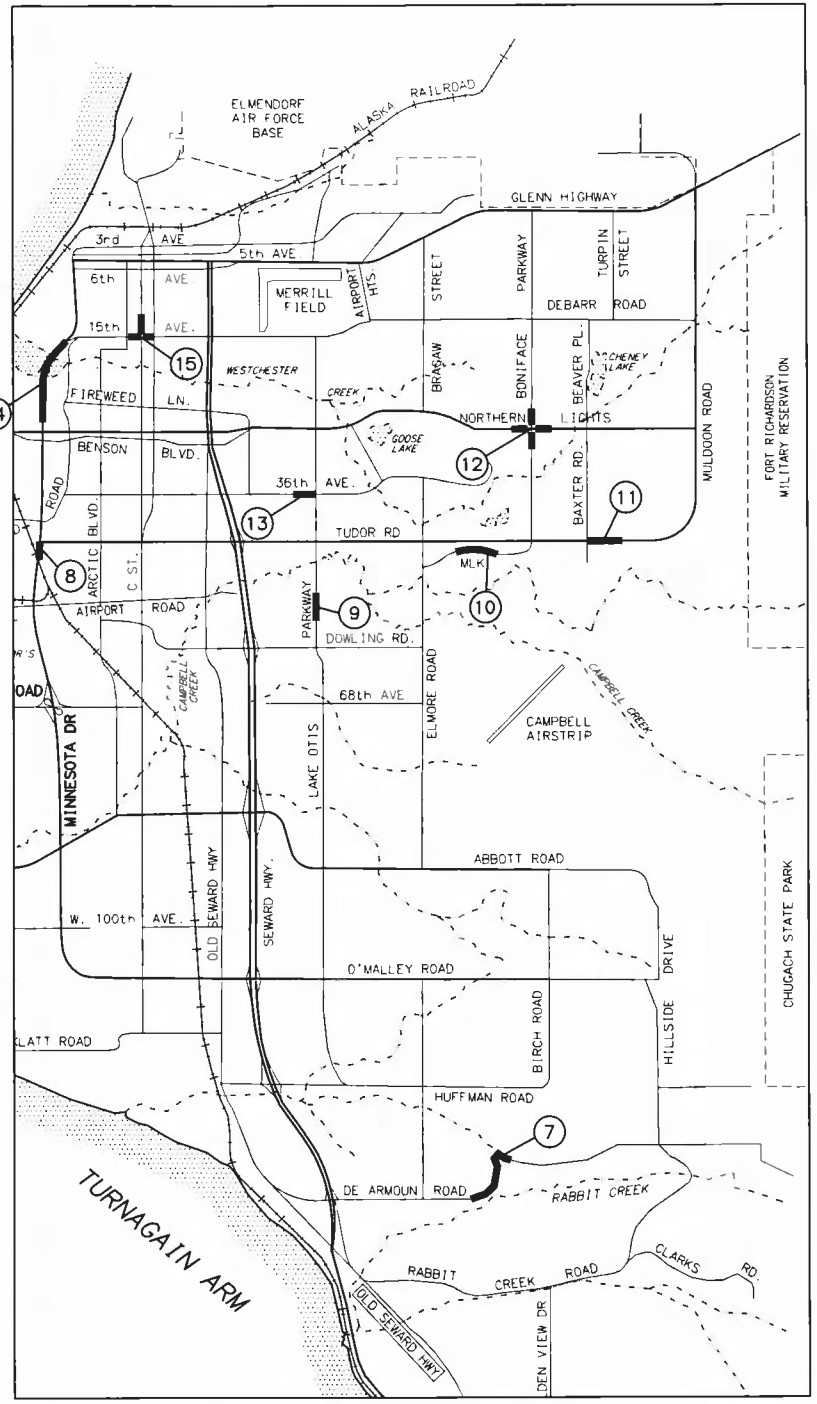 ELMENDORF
AIR FORCE
BASE
ALASKA RAILROAD
GLENN HIGHWAY
3rd AVE
5th AVE.
6th AVE.
MERRILL
FIELD
AIRPORT
HTS.
STREET
PARKWAY
TURPIN
STREET
DEBARR ROAD
15th AVE.
15
WESTCHESTER
CREEK
BRAGAW
BONIFACE
BEAVER PL.
CHENEY
LAKE
4
FIREWEED LN.
NORTHERN LIGHTS
MULDOON ROAD
FORT RICHARDSON
MILITARY RESERVATION
BENSON BLVD.
GOOSE
LAKE
12
ROAD
36th AVE.
BAXTER RD.
11
13
ARCTIC BLVD.
TUDOR RD
8
C ST.
MLK
10
AIRPORT ROAD
PARKWAY
9
DOWLING RD.
OR'S
OAD
CAMPBELL
CREEK
68th AVE
ELMORE ROAD
CAMPBELL CREEK
CAMPBELL
AIRSTRIP
MINNESOTA DR
LAKE OTIS
OLD SEWARD HWY
SEWARD HWY.
ABBOTT ROAD
CHUGACH STATE PARK
W. 100th AVE.
O'MALLEY ROAD
HILLSIDE DRIVE
BIRCH ROAD
LATT ROAD
HUFFMAN ROAD
7
TURNAGAIN ARM
DE ARMOUN ROAD
RABBIT CREEK
RABBIT CREEK ROAD
CLARKS RD.
OLD SEWARD HWY
DEN VIEW DR